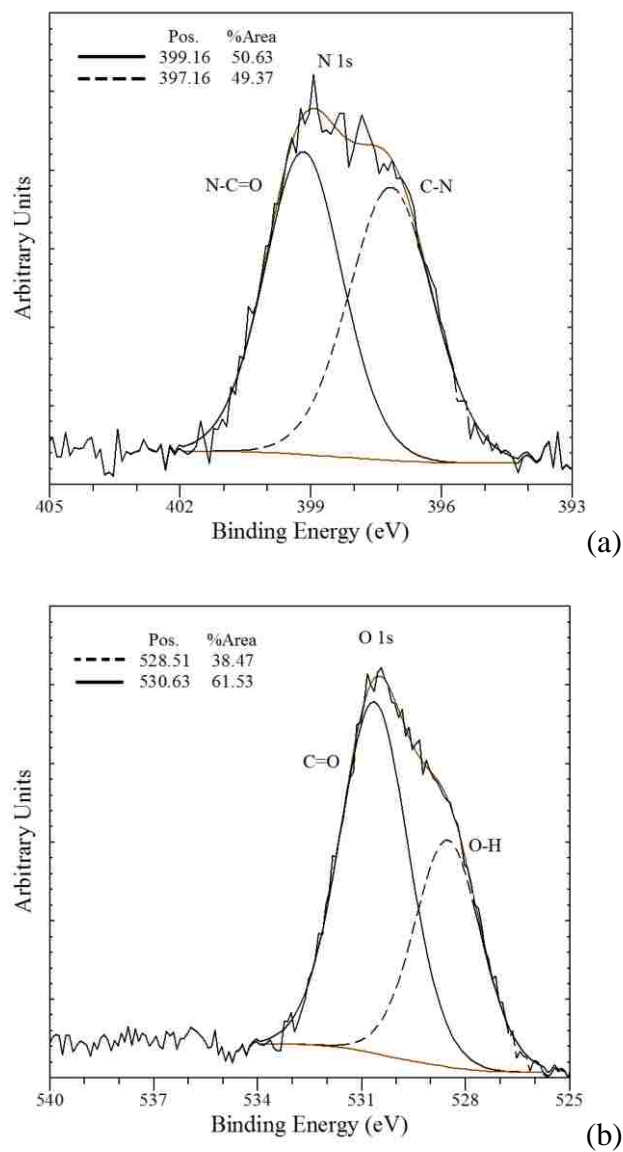 Pos. %Area
399.16 50.63
397.16 49.37
N 1s
N-C=O
C-N
Arbitrary Units
405 402 399 396 393
Binding Energy (eV)
(a)
Pos. %Area
528.51 38.47
530.63 61.53
O 1s
C=O
O-H
Arbitrary Units
540 537 534 531 528 525
Binding Energy (eV)
(b)